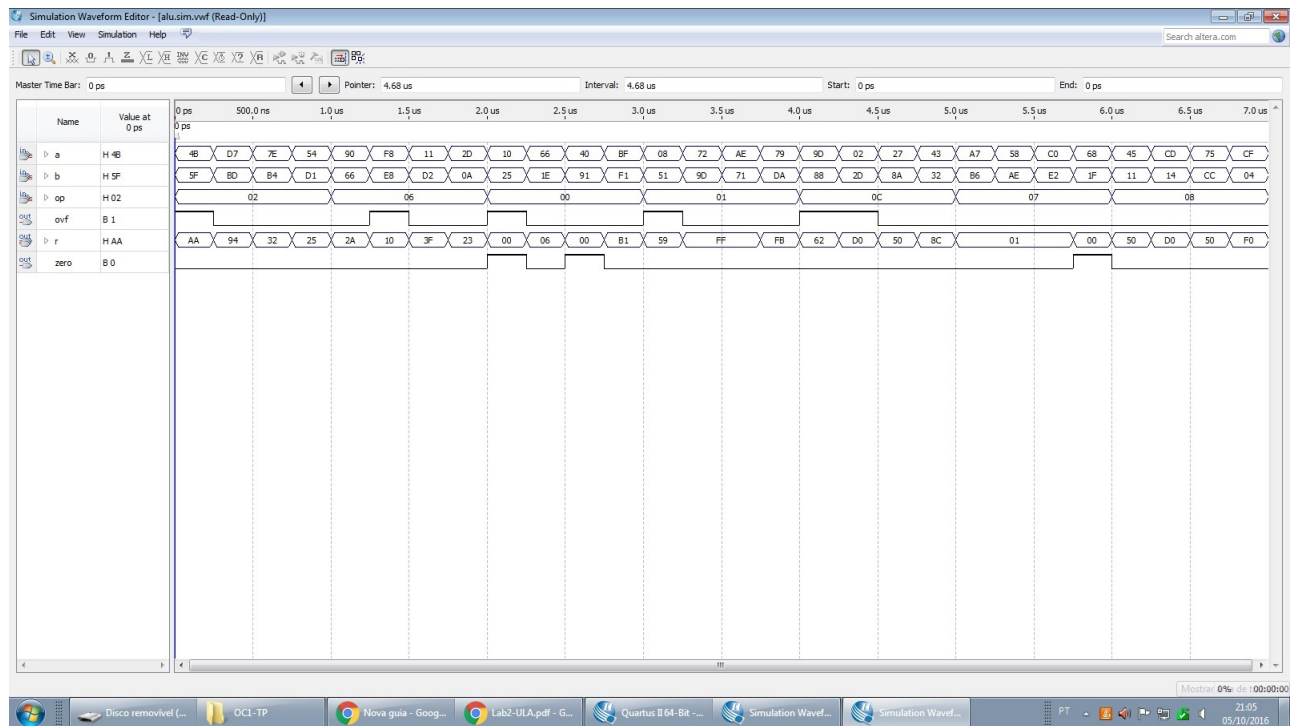 Simulation Waveform Editor - [alu.sim.vwf (Read-Only)]
File Edit View Simulation Help
Search altera.com
Master Time Bar: 0 ps Pointer: 4.68 us Interval: 4.68 us Start: 0 ps End: 0 ps
Name Value at 0 ps
0 ps 500.0 ns 1.0 us 1.5 us 2.0 us 2.5 us 3.0 us 3.5 us 4.0 us 4.5 us 5.0 us 5.5 us 6.0 us 6.5 us 7.0 us
0 ps
a H 4B 4B D7 7E 54 90 F8 11 2D 10 66 40 BF 08 72 AE 79 9D 02 27 43 A7 58 C0 68 45 CD 75 CF
b H 5F 5F BD B4 D1 66 E8 D2 0A 25 1E 91 F1 51 9D 71 DA 88 2D 8A 32 B6 AE E2 1F 11 14 CC 04
op H 02 02 06 00 01 0C 07 08
ovf B 1
r H AA AA 94 32 25 2A 10 3F 23 00 06 00 B1 59 FF FB 62 D0 50 8C 01 00 50 D0 50 F0
zero B 0
0% 00:00:00
Disco removível (... OC1-TP Nova guia - Goog... Lab2-ULA.pdf - G... Quartus II 64-Bit -... Simulation Wavef... Simulation Wavef... PT 21:05
05/10/2016